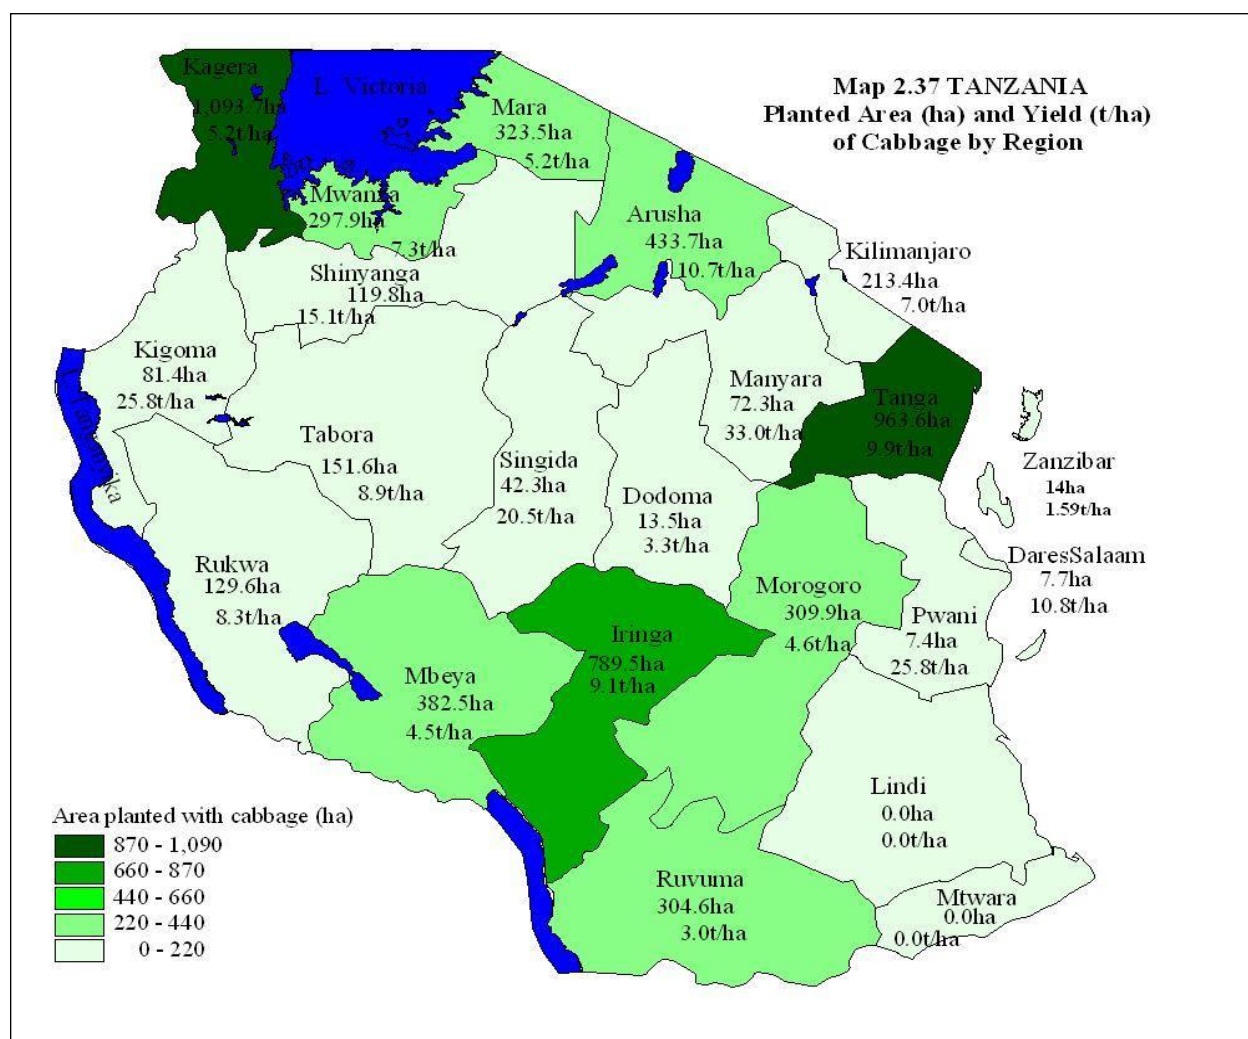 Map 2.37 TANZANIA
Planted Area (ha) and Yield (t/ha)
of Cabbage by Region
Kagera
1,093.7ha
5.2t/ha
L. Victoria
Mara
323.5ha
5.2t/ha
Mwanza
297.9ha
7.3t/ha
Arusha
433.7ha
10.7t/ha
Kilimanjaro
213.4ha
7.0t/ha
Shinyanga
119.8ha
15.1t/ha
Kigoma
81.4ha
25.8t/ha
L. Tanganyika
Tabora
151.6ha
8.9t/ha
Singida
42.3ha
20.5t/ha
Manyara
72.3ha
33.0t/ha
Tanga
963.6ha
9.9t/ha
Dodoma
13.5ha
3.3t/ha
Zanzibar
14ha
1.59t/ha
DaresSalaam
7.7ha
10.8t/ha
Rukwa
129.6ha
8.3t/ha
Morogoro
309.9ha
4.6t/ha
Pwani
7.4ha
25.8t/ha
Iringa
789.5ha
9.1t/ha
Mbeya
382.5ha
4.5t/ha
Lindi
0.0ha
0.0t/ha
Ruvuma
304.6ha
3.0t/ha
Mtwara
0.0ha
0.0t/ha
Area planted with cabbage (ha)
870 - 1,090
660 - 870
440 - 660
220 - 440
0 - 220